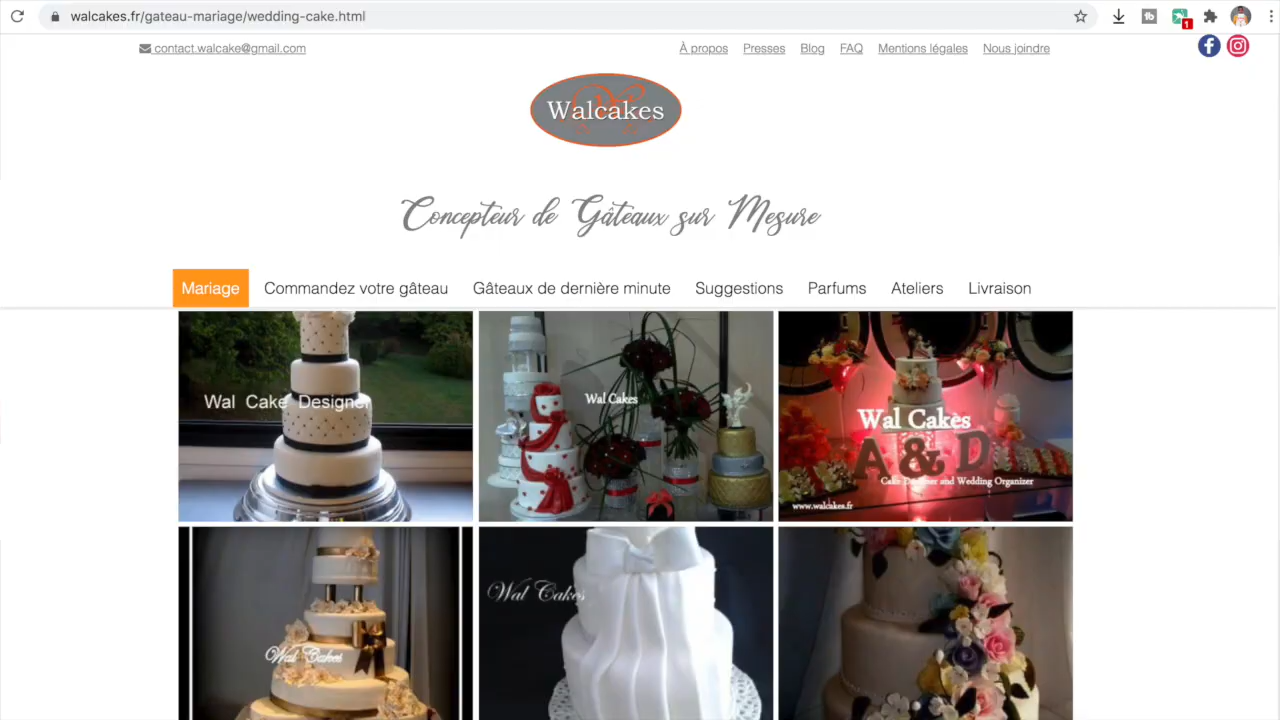 walcakes.fr/gateau-mariage/wedding-cake.html
1
contact.walcake@gmail.com
À propos Presses Blog FAQ Mentions légales Nous joindre
Walcakes
Concepteur de Gâteaux sur Mesure
Mariage Commandez votre gâteau Gâteaux de dernière minute Suggestions Parfums Ateliers Livraison
Wal Cake Designer
Wal Cakes
Wal Cakes
A & D
Cake Designer and Wedding Organizer
www.walcakes.fr
Wal Cakes
Wal Cakes